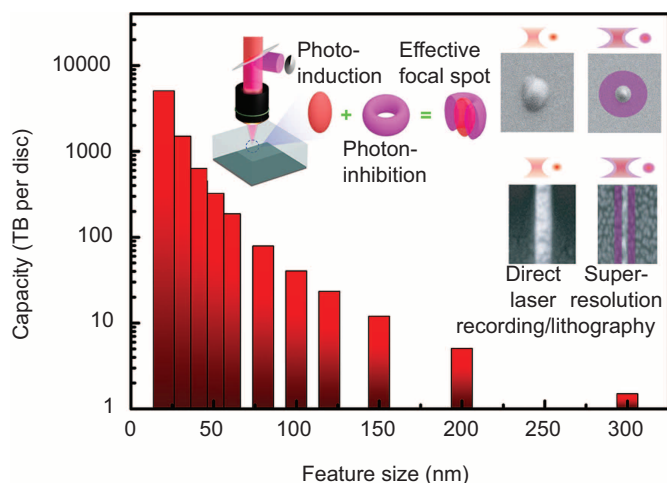 Photo-
induction
Effective
focal spot
+
=
Photon-
inhibition
Direct
laser
recording/lithography
Super-
resolution
Capacity (TB per disc)
10000
1000
100
10
1
0
50
100
150
200
250
300
Feature size (nm)